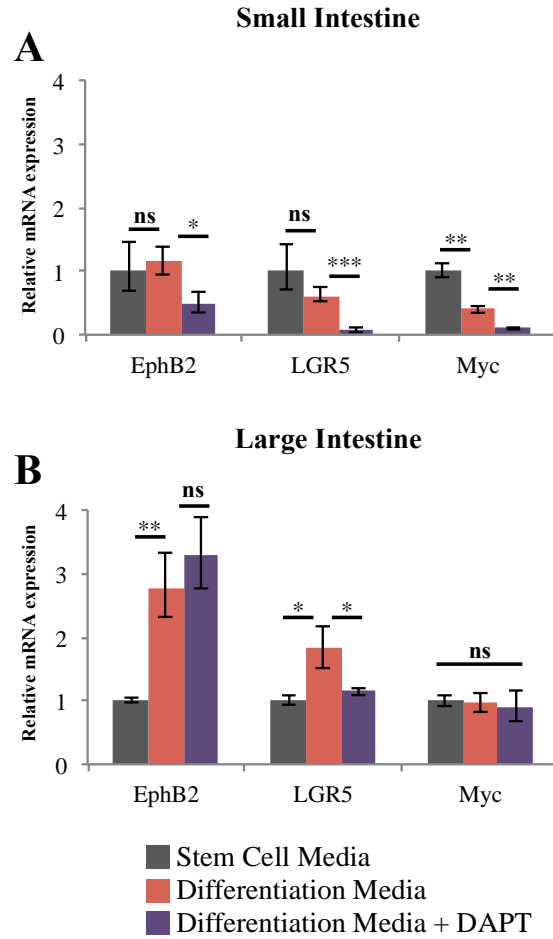 Small Intestine
A
Relative mRNA expression
4
3
2
1
0
ns
*
ns
***
**
**
EphB2
LGR5
Myc
Large Intestine
B
Relative mRNA expression
4
3
2
1
0
**
ns
*
*
ns
EphB2
LGR5
Myc
Stem Cell Media
Differentiation Media
Differentiation Media + DAPT